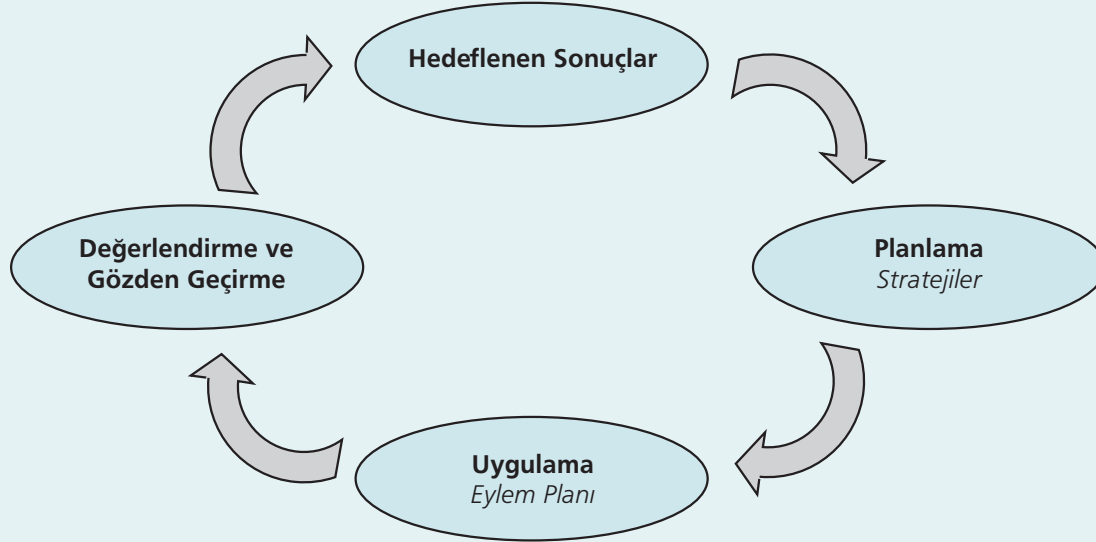 Hedeflenen Sonuçlar
Planlama
Stratejiler
Uygulama
Eylem Planı
Değerlendirme ve
Gözden Geçirme